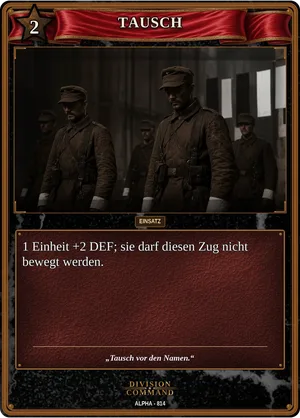 2
TAUSCH
EINSATZ
1 Einheit +2 DEF; sie darf diesen Zug nicht
bewegt werden.
„Tausch vor den Namen.“
DIVISION
COMMAND
ALPHA - 814